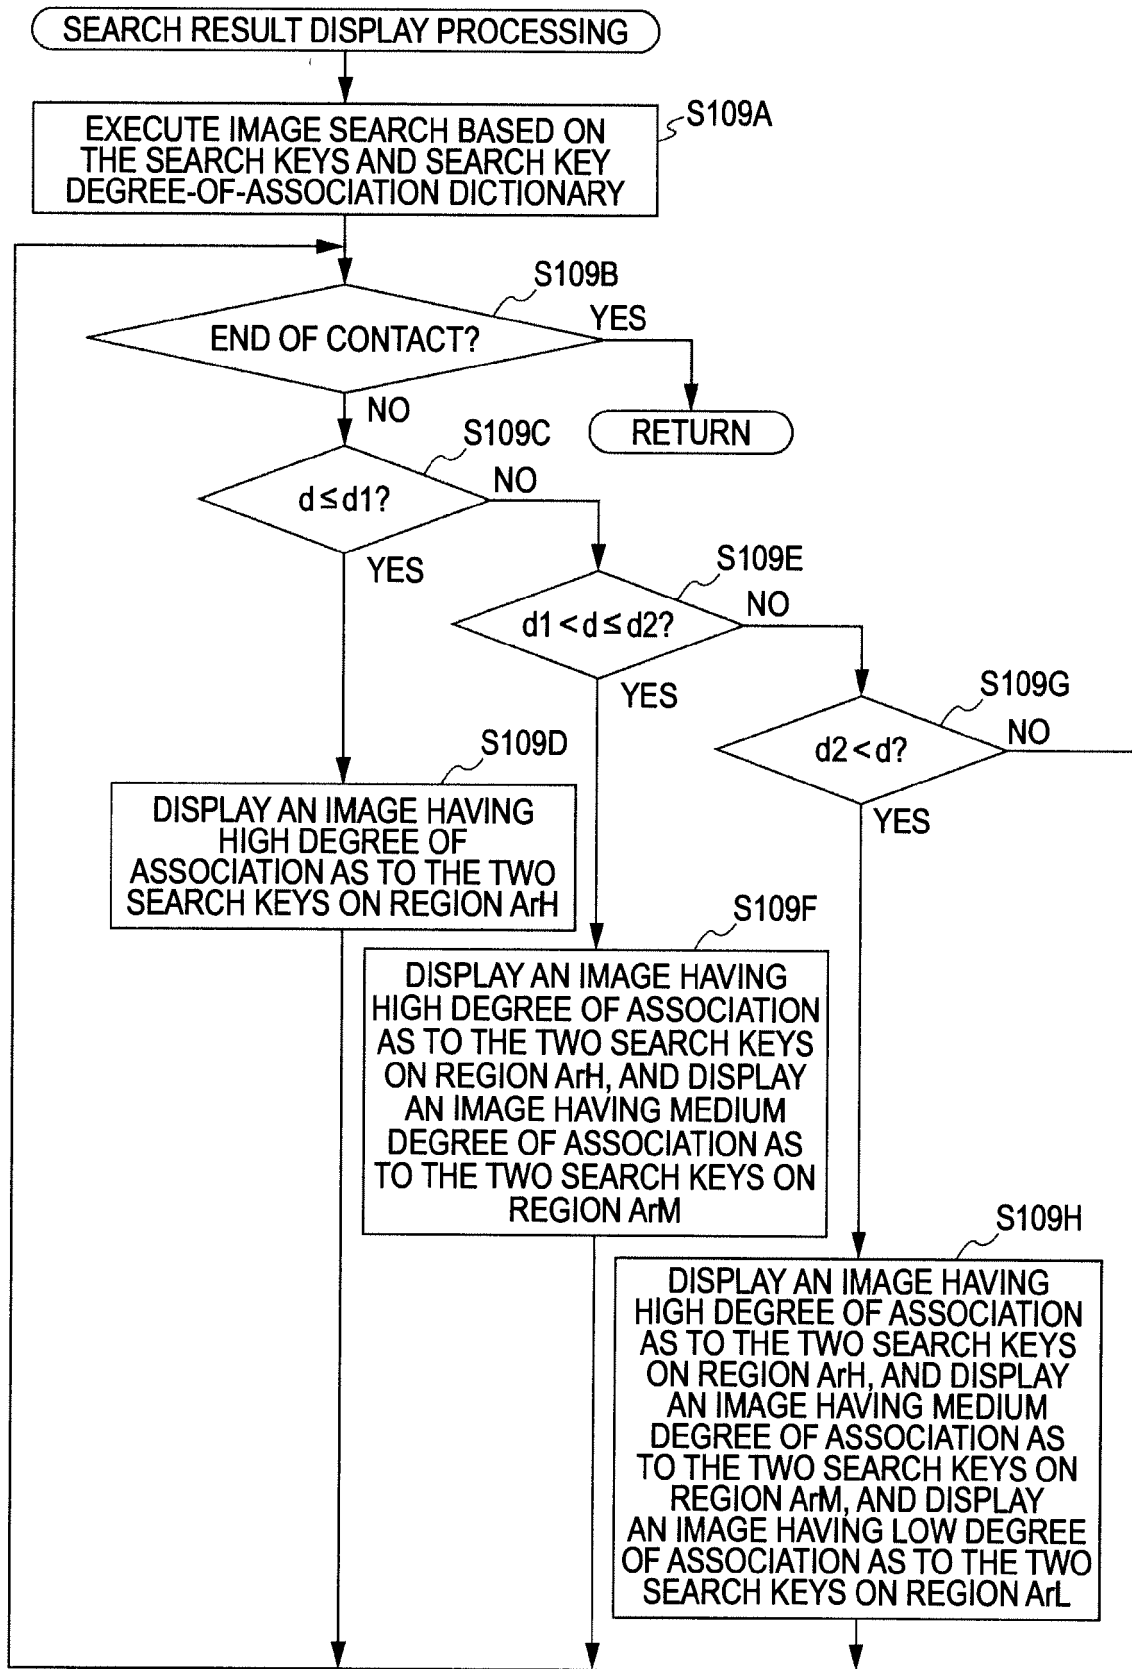 SEARCH RESULT DISPLAY PROCESSING
S109A
EXECUTE IMAGE SEARCH BASED ON
THE SEARCH KEYS AND SEARCH KEY
DEGREE-OF-ASSOCIATION DICTIONARY
S109B
END OF CONTACT?
YES
NO
RETURN
S109C
d ≤ d1?
NO
YES
S109E
d1 < d ≤ d2?
NO
YES
S109G
d2 < d?
NO
YES
S109D
DISPLAY AN IMAGE HAVING
HIGH DEGREE OF
ASSOCIATION AS TO THE TWO
SEARCH KEYS ON REGION ArH
S109F
DISPLAY AN IMAGE HAVING
HIGH DEGREE OF ASSOCIATION
AS TO THE TWO SEARCH KEYS
ON REGION ArH, AND DISPLAY
AN IMAGE HAVING MEDIUM
DEGREE OF ASSOCIATION AS
TO THE TWO SEARCH KEYS ON
REGION ArM
S109H
DISPLAY AN IMAGE HAVING
HIGH DEGREE OF ASSOCIATION
AS TO THE TWO SEARCH KEYS
ON REGION ArH, AND DISPLAY
AN IMAGE HAVING MEDIUM
DEGREE OF ASSOCIATION AS
TO THE TWO SEARCH KEYS ON
REGION ArM, AND DISPLAY
AN IMAGE HAVING LOW DEGREE
OF ASSOCIATION AS TO THE TWO
SEARCH KEYS ON REGION ArL